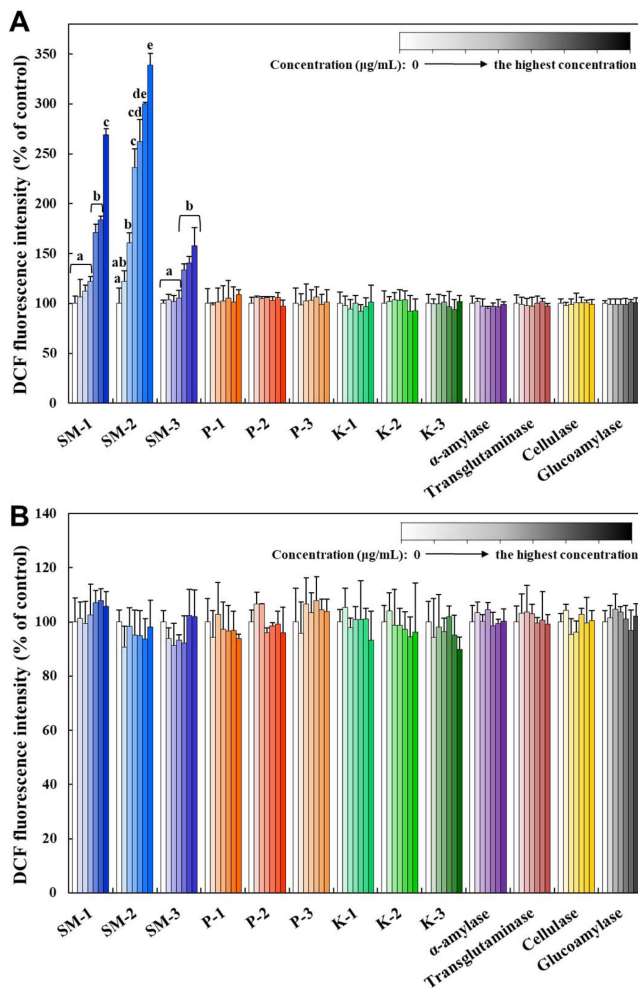 A
DCF fluorescence intensity (% of control)
350
300
250
200
150
100
50
0
Concentration (µg/mL): 0 the highest concentration
a
b
c
a
ab
b
c
cd
de
e
a
b
SM-1
SM-2
SM-3
P-1
P-2
P-3
K-1
K-2
K-3
α-amylase
Transglutaminase
Cellulase
Glucoamylase
B
DCF fluorescence intensity (% of control)
140
120
100
80
60
40
20
0
Concentration (µg/mL): 0 the highest concentration
SM-1
SM-2
SM-3
P-1
P-2
P-3
K-1
K-2
K-3
α-amylase
Transglutaminase
Cellulase
Glucoamylase